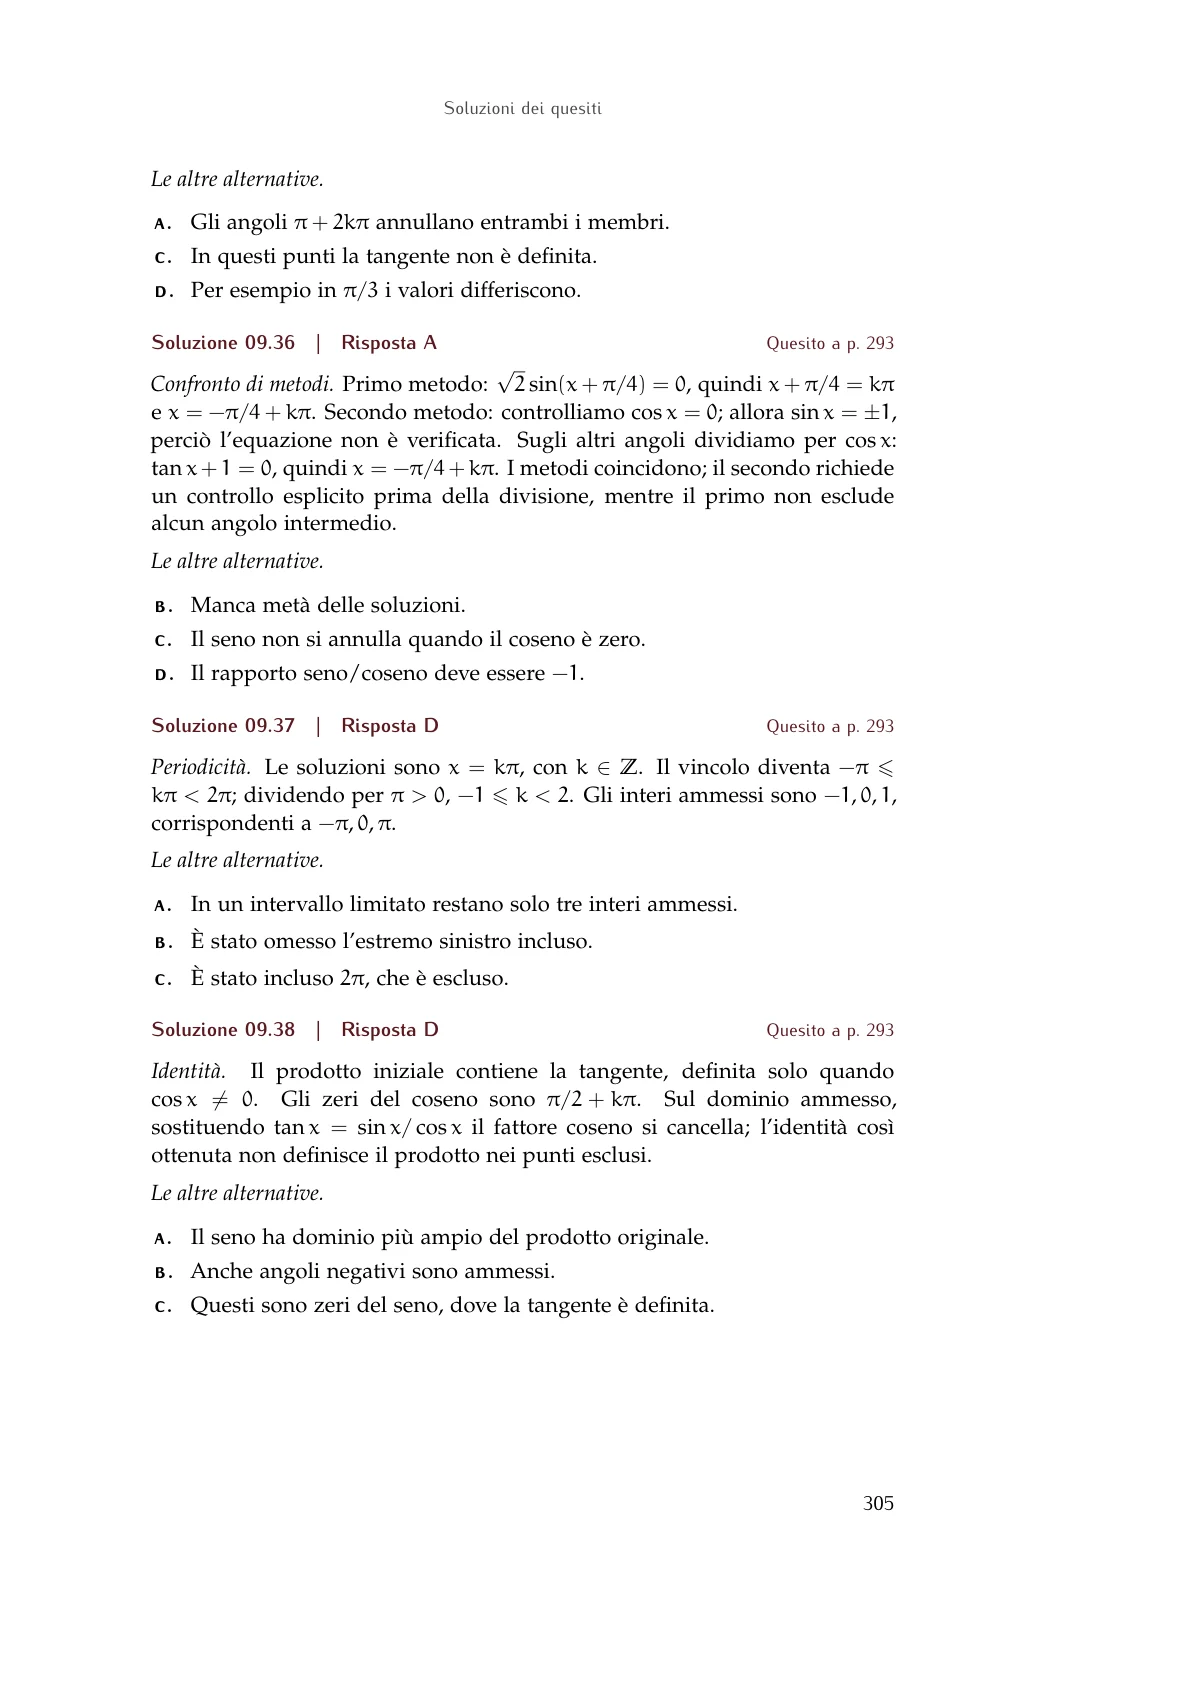 Soluzioni dei quesiti
Le altre alternative.
A. Gli angoli π + 2kπ annullano entrambi i membri.
C. In questi punti la tangente non è definita.
D. Per esempio in π/3 i valori differiscono.
Soluzione 09.36 | Risposta A Quesito a p. 293
Confronto di metodi. Primo metodo: √2 sin(x + π/4) = 0, quindi x + π/4 = kπ
e x = −π/4 + kπ. Secondo metodo: controlliamo cos x = 0; allora sin x = ±1,
perciò l'equazione non è verificata. Sugli altri angoli dividiamo per cos x:
tan x + 1 = 0, quindi x = −π/4 + kπ. I metodi coincidono; il secondo richiede
un controllo esplicito prima della divisione, mentre il primo non esclude
alcun angolo intermedio.
Le altre alternative.
B. Manca metà delle soluzioni.
C. Il seno non si annulla quando il coseno è zero.
D. Il rapporto seno/coseno deve essere −1.
Soluzione 09.37 | Risposta D Quesito a p. 293
Periodicità. Le soluzioni sono x = kπ, con k ∈ ℤ. Il vincolo diventa −π ⩽
kπ < 2π; dividendo per π > 0, −1 ⩽ k < 2. Gli interi ammessi sono −1, 0, 1,
corrispondenti a −π, 0, π.
Le altre alternative.
A. In un intervallo limitato restano solo tre interi ammessi.
B. È stato omesso l'estremo sinistro incluso.
C. È stato incluso 2π, che è escluso.
Soluzione 09.38 | Risposta D Quesito a p. 293
Identità. Il prodotto iniziale contiene la tangente, definita solo quando
cos x ≠ 0. Gli zeri del coseno sono π/2 + kπ. Sul dominio ammesso,
sostituendo tan x = sin x/ cos x il fattore coseno si cancella; l'identità così
ottenuta non definisce il prodotto nei punti esclusi.
Le altre alternative.
A. Il seno ha dominio più ampio del prodotto originale.
B. Anche angoli negativi sono ammessi.
C. Questi sono zeri del seno, dove la tangente è definita.
305